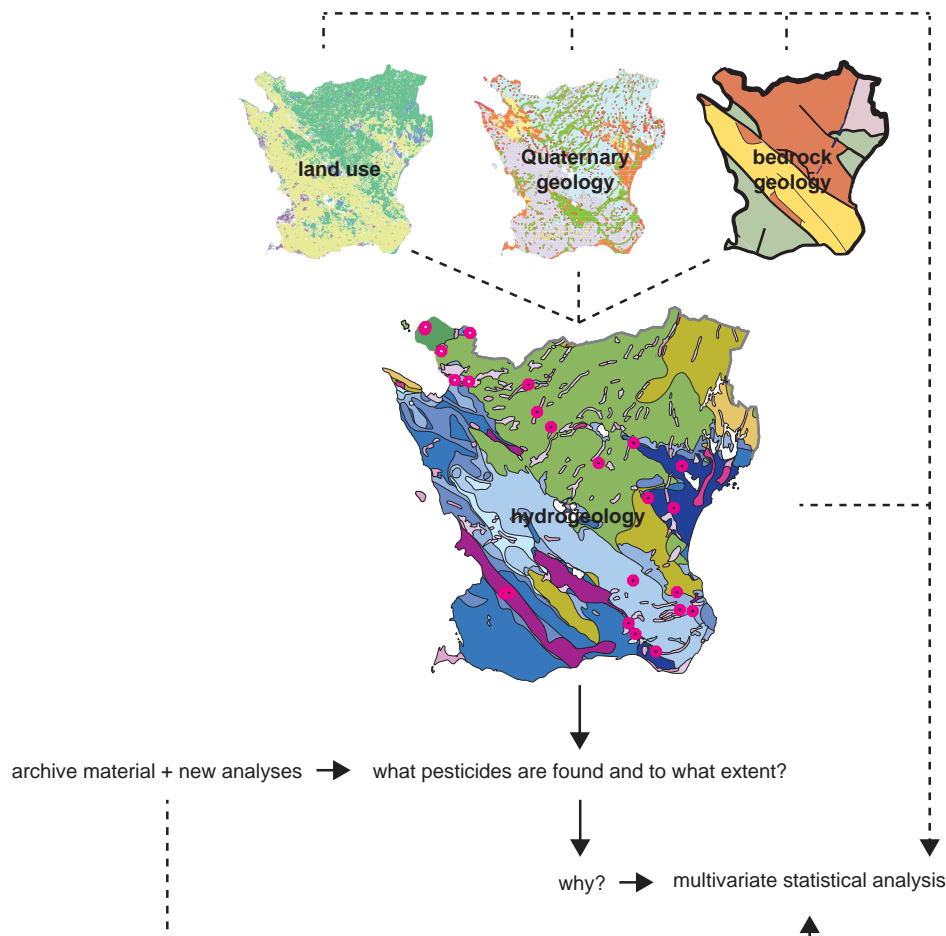 land use
Quaternary
geology
bedrock
geology
hydrogeology
archive material + new analyses
what pesticides are found and to what extent?
why?
multivariate statistical analysis